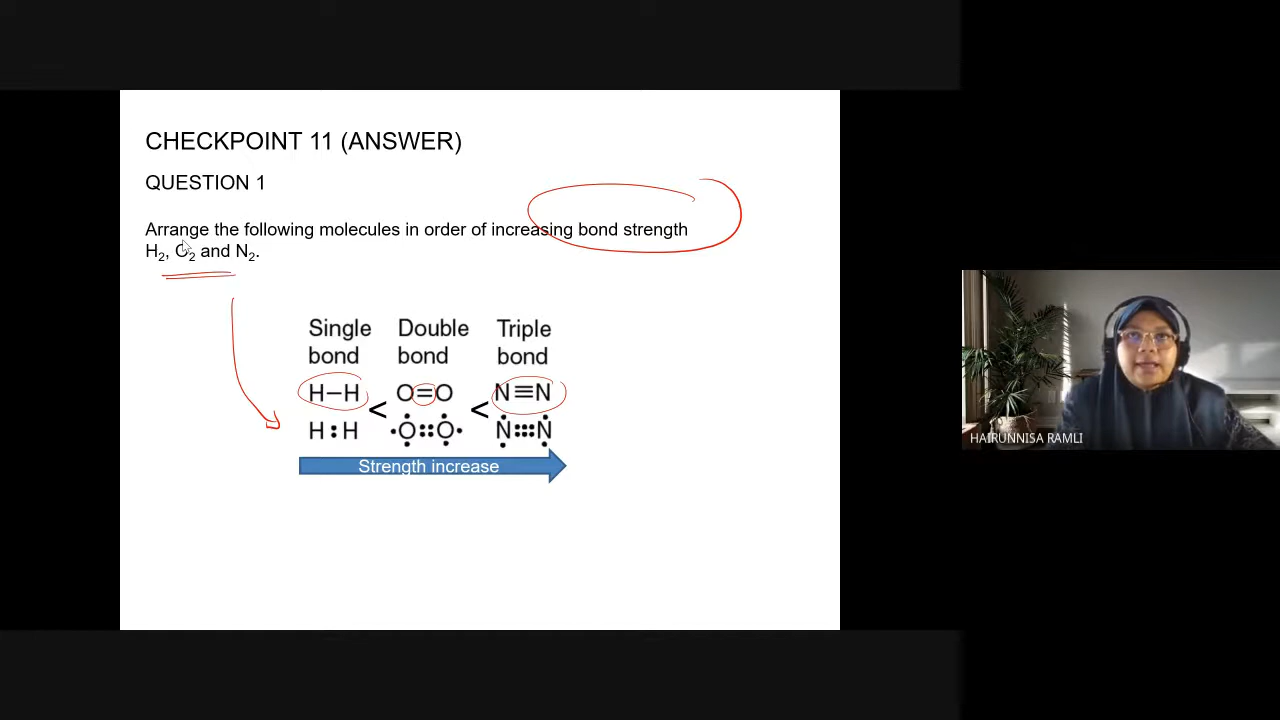 CHECKPOINT 11 (ANSWER)
QUESTION 1
Arrange the following molecules in order of increasing bond strength
H₂, O₂ and N₂.
Single bond
Double bond
Triple bond
H−H < O=O < N≡N
H:H O::O N:::N
Strength increase
HAIRUNNISA RAMLI